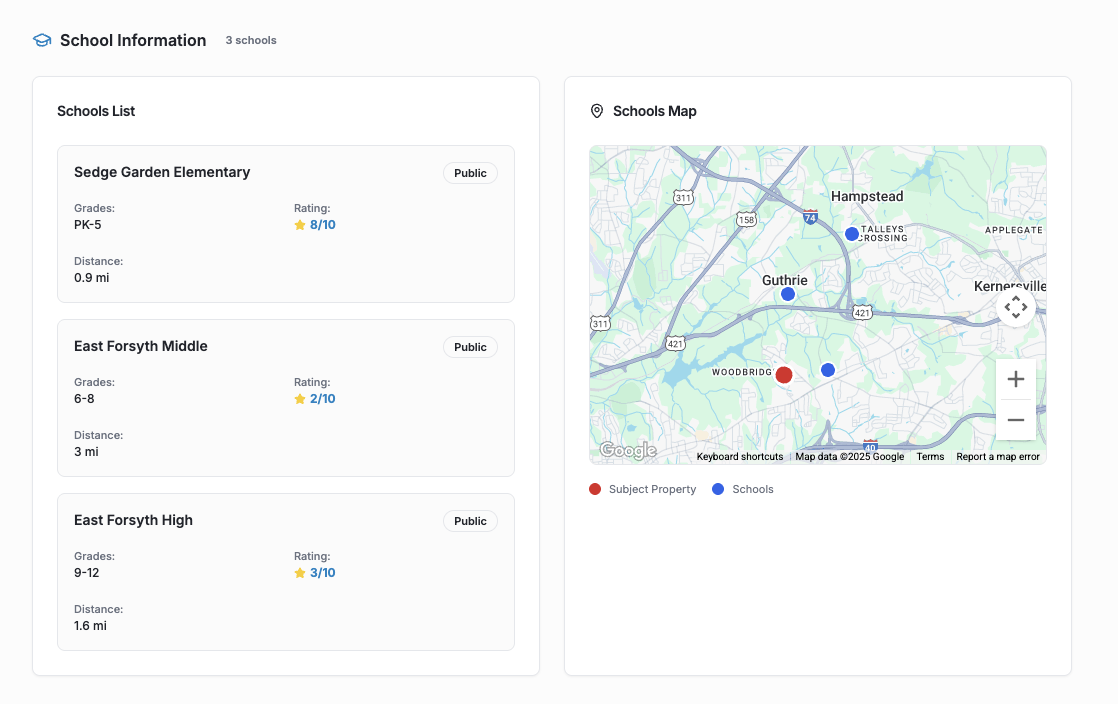 School Information 3 schools
Schools List
Sedge Garden Elementary Public
Grades: Rating:
PK-5 8/10
Distance:
0.9 mi
East Forsyth Middle Public
Grades: Rating:
6-8 2/10
Distance:
3 mi
East Forsyth High Public
Grades: Rating:
9-12 3/10
Distance:
1.6 mi
Schools Map
311
158
74
Hampstead
TALLEYS
CROSSING
APPLEGATE
Guthrie
Kernersville
311
421
421
WOODBRIDG
40
Google
Keyboard shortcuts Map data ©2025 Google Terms Report a map error
Subject Property Schools